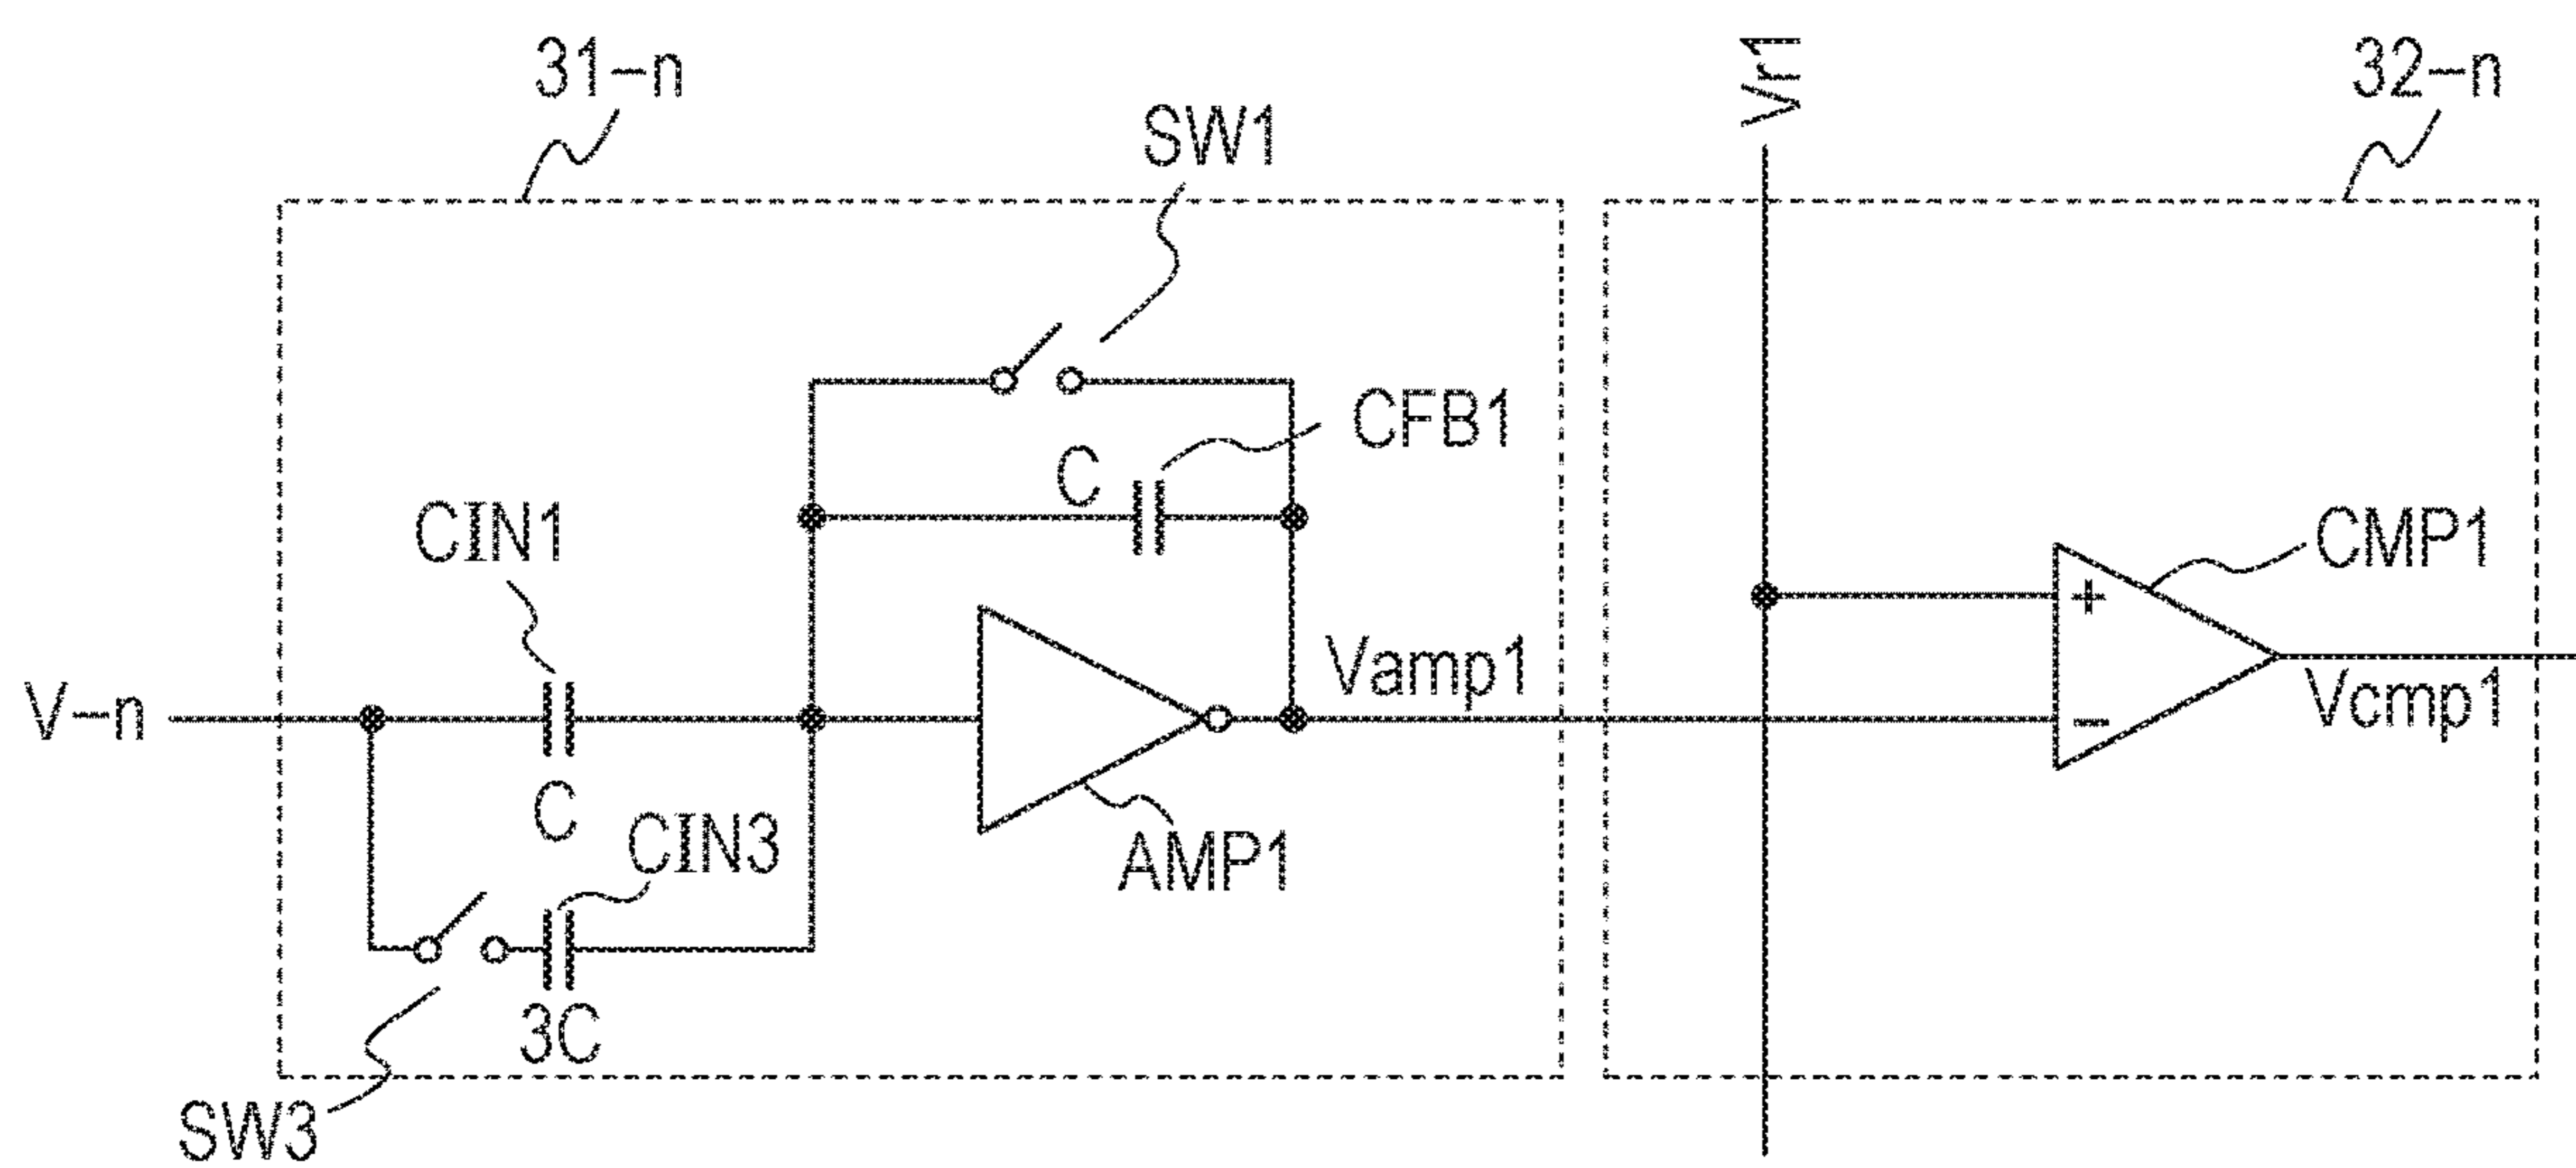 31-n
Vr1
32-n
SW1
CFB1
C
CIN1
CMP1
+
Vamp1
V-n
-
Vcmp1
C
CIN3
AMP1
3C
SW3